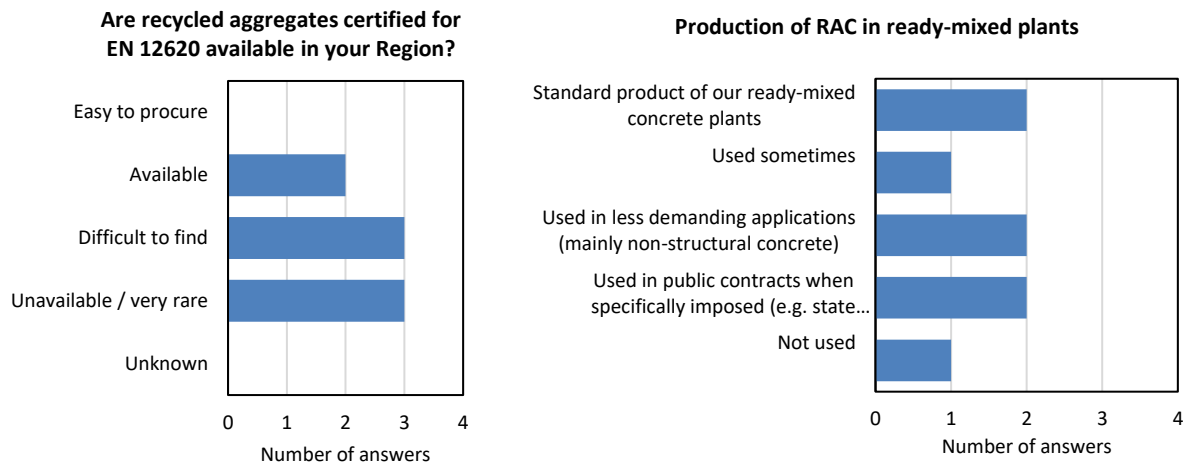 Are recycled aggregates certified for
EN 12620 available in your Region?
Easy to procure
Available
Difficult to find
Unavailable / very rare
Unknown
0 1 2 3 4
Number of answers
Production of RAC in ready-mixed plants
Standard product of our ready-mixed
concrete plants
Used sometimes
Used in less demanding applications
(mainly non-structural concrete)
Used in public contracts when
specifically imposed (e.g. state…
Not used
0 1 2 3 4
Number of answers